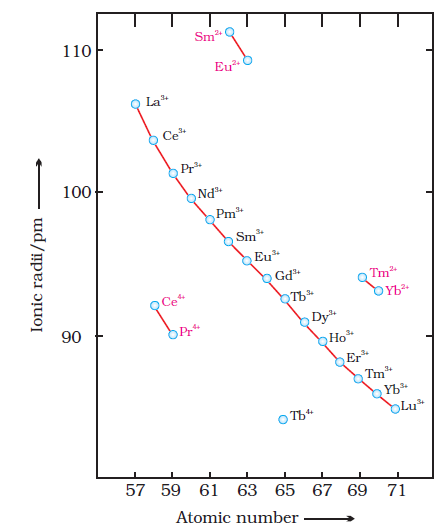 110
100
90
Ionic radii/pm
Sm²⁺
Eu²⁺
La³⁺
Ce³⁺
Pr³⁺
Nd³⁺
Pm³⁺
Sm³⁺
Eu³⁺
Gd³⁺
Tb³⁺
Dy³⁺
Ho³⁺
Er³⁺
Tm³⁺
Yb³⁺
Lu³⁺
Tm²⁺
Yb²⁺
Ce⁴⁺
Pr⁴⁺
Tb⁴⁺
57 59 61 63 65 67 69 71
Atomic number